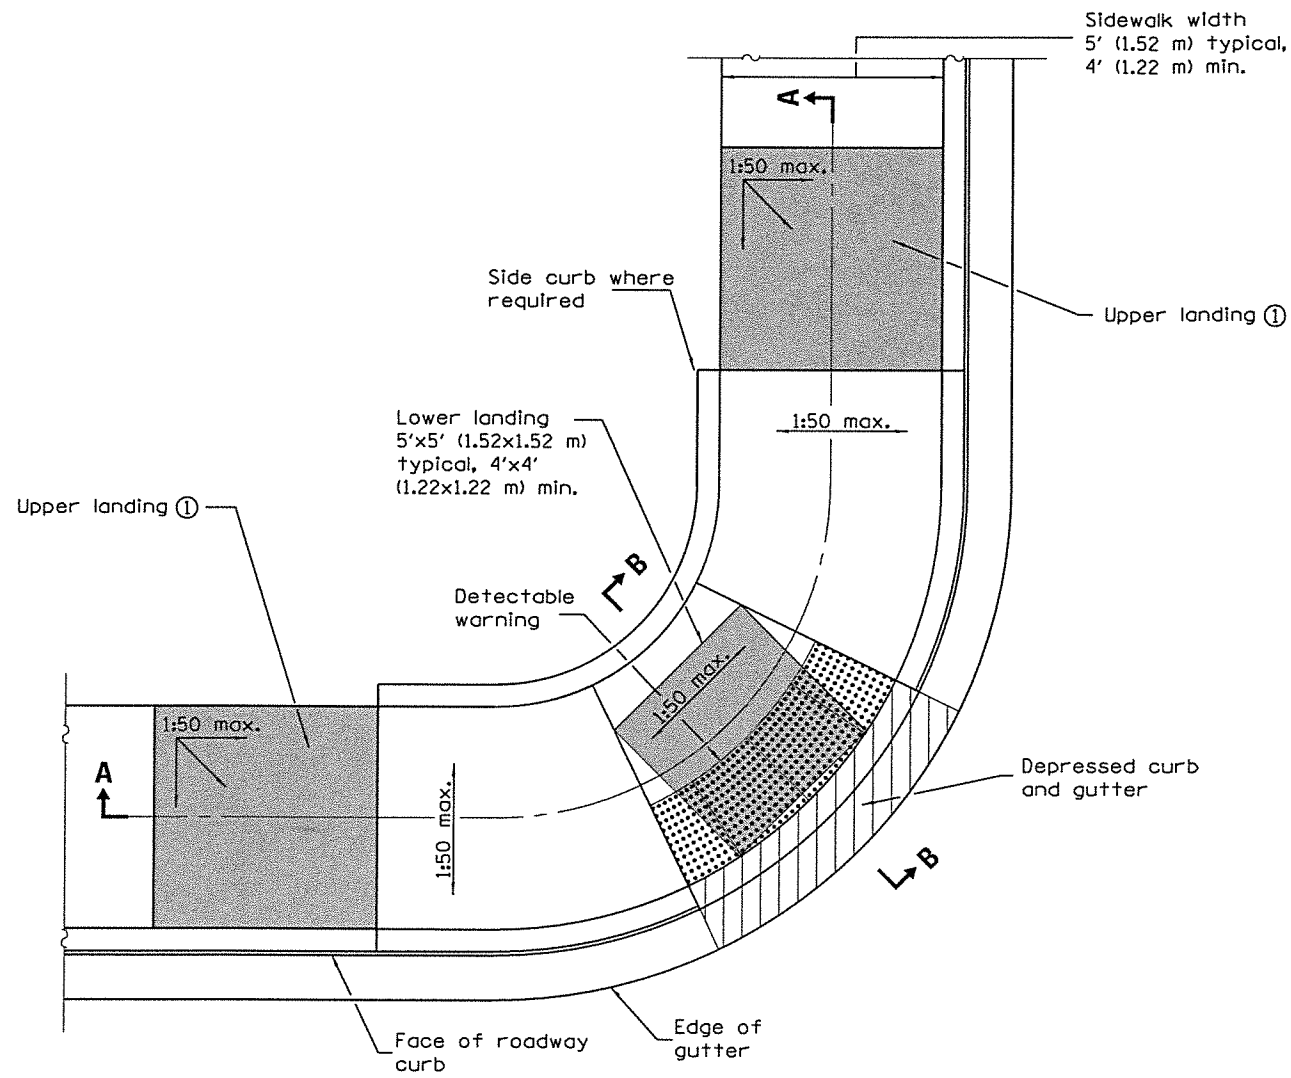 Sidewalk width
5' (1.52 m) typical,
4' (1.22 m) min.
A
1:50 max.
Side curb where
required
Upper landing ①
Lower landing
5'x5' (1.52x1.52 m)
typical, 4'x4'
(1.22x1.22 m) min.
1:50 max.
Upper landing ①
B
Detectable
warning
1:50 max.
1:50 max.
A
1:50 max.
Depressed curb
and gutter
B
Face of roadway
curb
Edge of
gutter